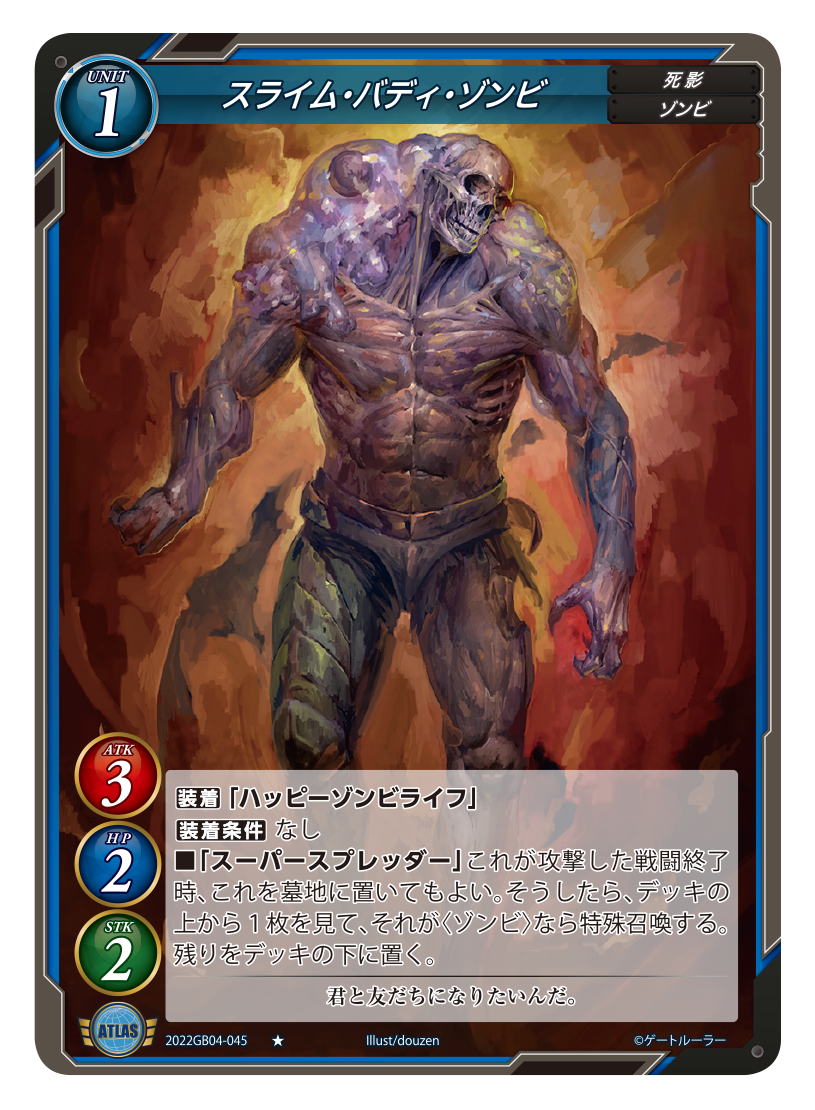 UNIT
1
スライム・バディ・ゾンビ
死影
ゾンビ
ATK
3
HP
2
STK
2
装着「ハッピーゾンビライフ」
装着条件 なし
■「スーパースプレッダー」これが攻撃した戦闘終了
時、これを墓地に置いてもよい。そうしたら、デッキの
上から1枚を見て、それが〈ゾンビ〉なら特殊召喚する。
残りをデッキの下に置く。
君と友だちになりたいんだ。
ATLAS
2022GB04-045 ★ Illust/douzen ©ゲートルーラー